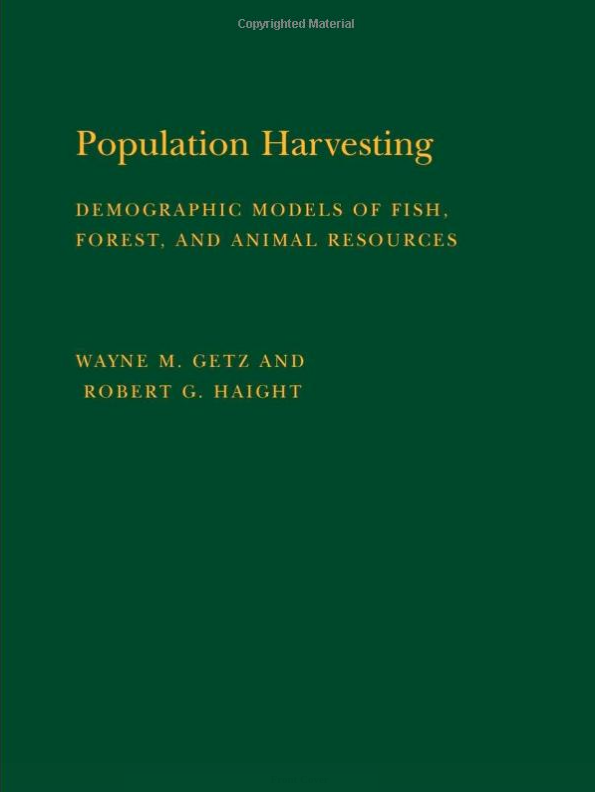 Copyrighted Material
Population Harvesting
DEMOGRAPHIC MODELS OF FISH,
FOREST, AND ANIMAL RESOURCES
WAYNE M. GETZ AND
ROBERT G. HAIGHT